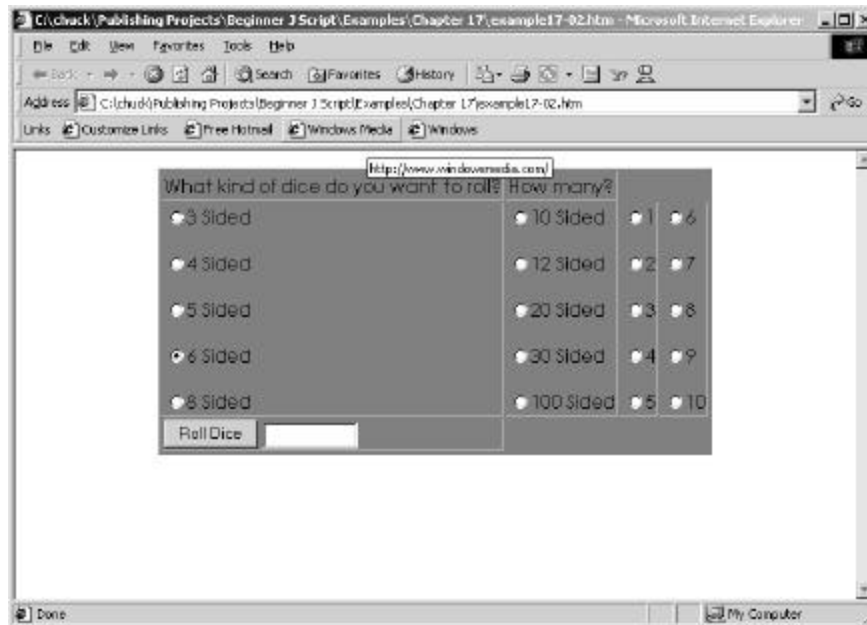 C:\chuck\Publishing Projects\Beginner JScript\Examples\Chapter 17\example17-02.htm - Microsoft Internet Explorer
File Edit View Favorites Tools Help
Back Search Favorites History
Address C:\chuck\Publishing Projects\Beginner JScript\Examples\Chapter 17\example17-02.htm Go
Links Customize Links Free Hotmail Windows Media Windows
http://www.windowsmedia.com/
What kind of dice do you want to roll? How many?
3 Sided 10 Sided 1 6
4 Sided 12 Sided 2 7
5 Sided 20 Sided 3 8
6 Sided 30 Sided 4 9
8 Sided 100 Sided 5 10
Roll Dice
Done My Computer